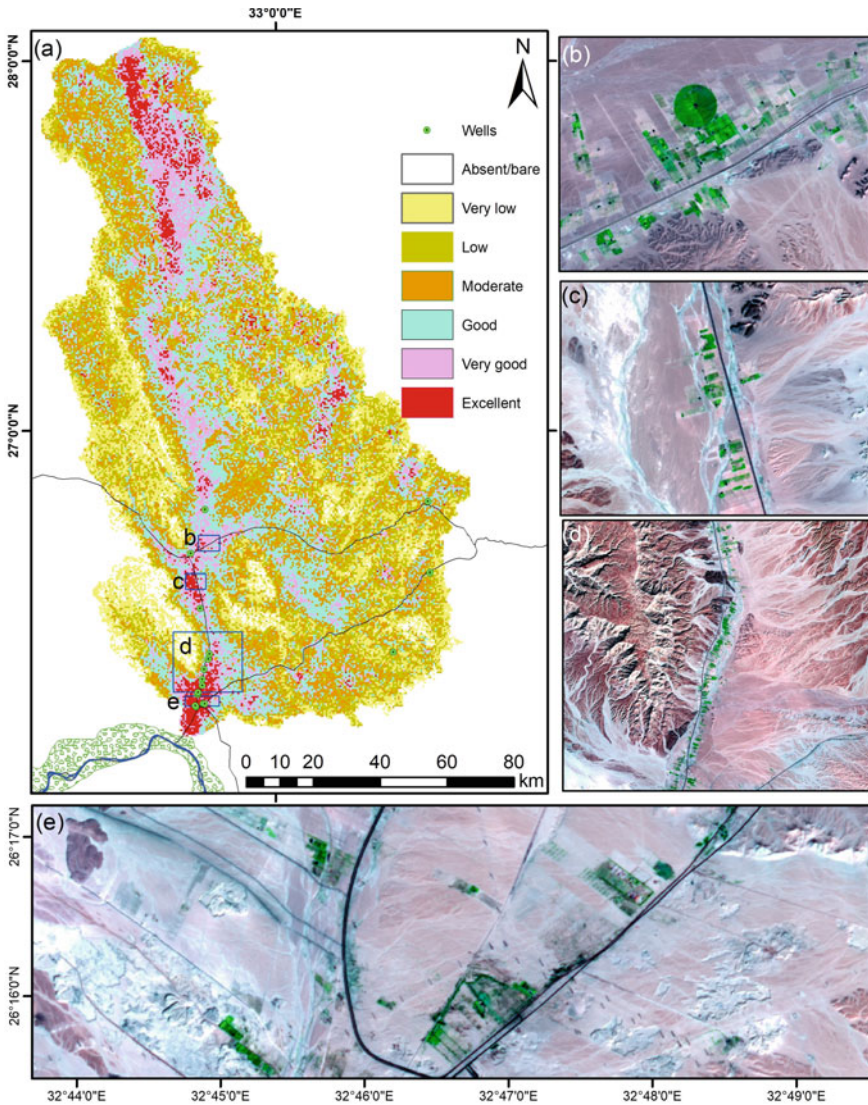 33°0'0"E
(a)
N
28°0'0"N
27°0'0"N
Wells
Absent/bare
Very low
Low
Moderate
Good
Very good
Excellent
b
c
d
e
0 10 20 40 60 80
km
(b)
(c)
(d)
(e)
26°17'0"N
26°16'0"N
32°44'0"E 32°45'0"E 32°46'0"E 32°47'0"E 32°48'0"E 32°49'0"E